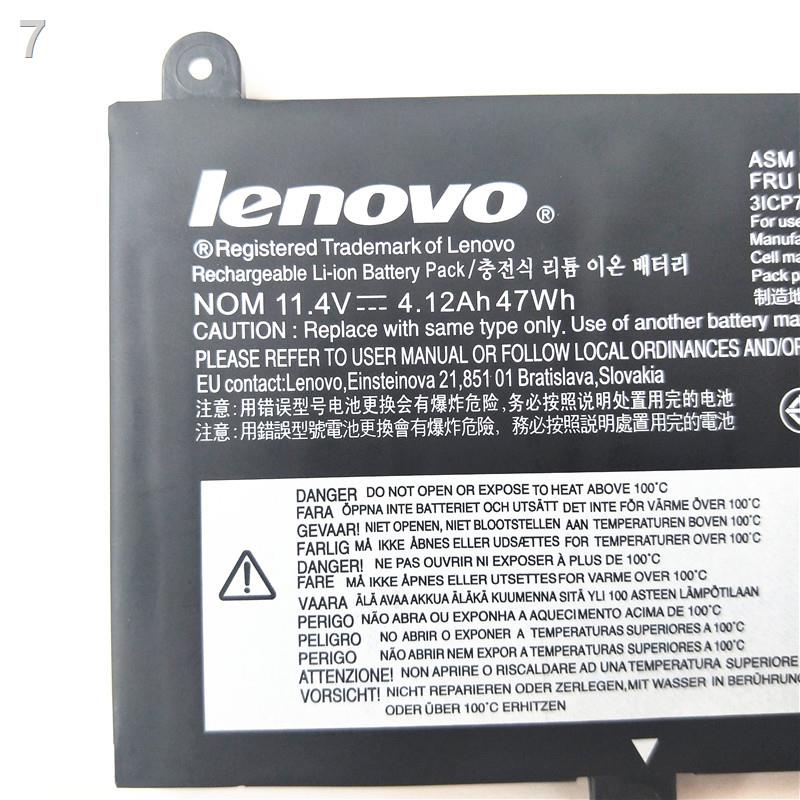 7
lenovo®
ASM
FRU
3ICP7
For use
Manufa
Cell ma
Pack p
制造地
®Registered Trademark of Lenovo
Rechargeable Li-ion Battery Pack/충전식 리튬 이온 배터리
NOM 11.4V 4.12Ah 47Wh
CAUTION : Replace with same type only. Use of another battery ma
PLEASE REFER TO USER MANUAL OR FOLLOW LOCAL ORDINANCES AND/OR
EU contact:Lenovo,Einsteinova 21,851 01 Bratislava,Slovakia
注意:用错误型号电池更换会有爆炸危险,务必按照说明处置用完的电池
注意:用錯誤型號電池更換會有爆炸危險, 務必按照說明處置用完的電池
DANGER DO NOT OPEN OR EXPOSE TO HEAT ABOVE 100°C
FARA ÖPPNA INTE BATTERIET OCH UTSÄTT DET INTE FÖR VÄRME ÖVER 100°C
GEVAAR! NIET OPENEN, NIET BLOOTSTELLEN AAN TEMPERATUREN BOVEN 100°C
FARLIG MÅ IKKE ÅBNES ELLER UDSÆTTES FOR TEMPERATURER OVER 100°C
DANGER! NE PAS OUVRIR NI EXPOSER À PLUS DE 100°C
FARE MÅ IKKE ÅPNES ELLER UTSETTES FOR VARME OVER 100°C
VAARA ÄLÄ AVAA AKKUA ÄLÄKÄ KUUMENNA SITÄ YLI 100 ASTEEN LÄMPÖTILAAN
PERIGO NÃO ABRA OU EXPONHA A AQUECIMENTO ACIMA DE 100°C
PELIGRO NO ABRIR O EXPONER A TEMPERATURAS SUPERIORES A 100°C
PERIGO NÃO ABRIR NEM EXPOR A TEMPERATURAS SUPERIORES A 100°C
ATTENZIONE! NON APRIRE O RISCALDARE AD UNA TEMPERATURA SUPERIORE
VORSICHT! NICHT REPARIEREN ODER ZERLEGEN,MIT WASSER IN BERÜHRUNG
ODER ÜBER 100°C ERHITZEN